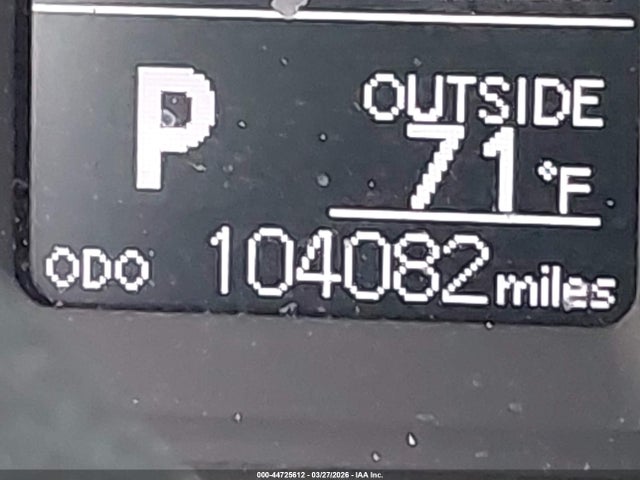 P
OUTSIDE
71°F
ODO 104082 miles
000-44725612 - 03/27/2026 - IAA Inc.